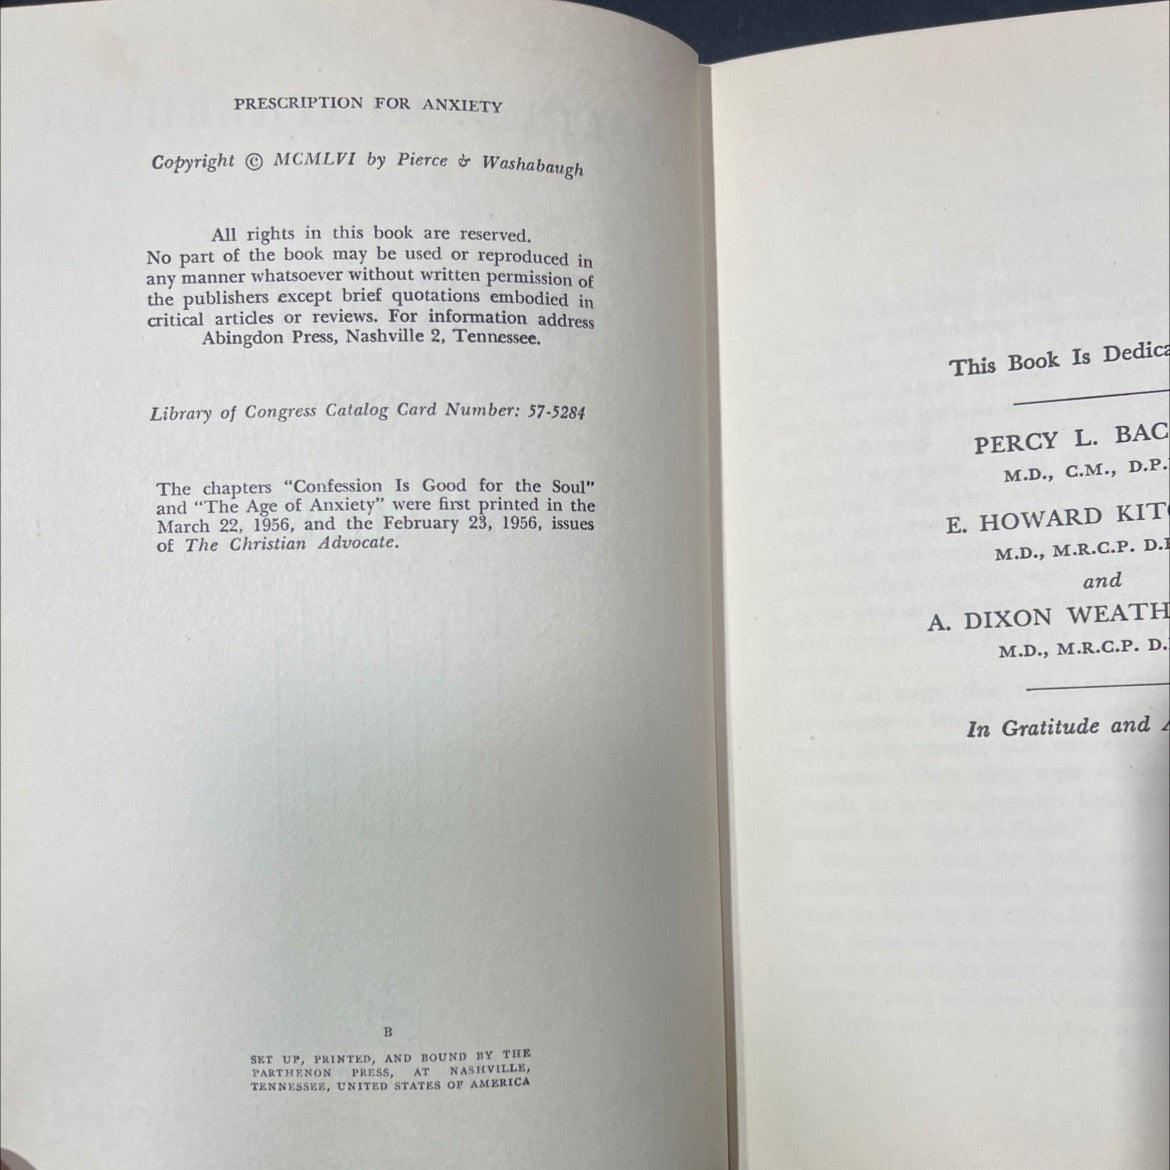 PRESCRIPTION FOR ANXIETY
Copyright © MCMLVI by Pierce & Washabaugh
All rights in this book are reserved.
No part of the book may be used or reproduced in
any manner whatsoever without written permission of
the publishers except brief quotations embodied in
critical articles or reviews. For information address
Abingdon Press, Nashville 2, Tennessee.
Library of Congress Catalog Card Number: 57-5284
The chapters “Confession Is Good for the Soul”
and “The Age of Anxiety” were first printed in the
March 22, 1956, and the February 23, 1956, issues
of The Christian Advocate.
B
SET UP, PRINTED, AND BOUND BY THE
PARTHENON PRESS, AT NASHVILLE,
TENNESSEE, UNITED STATES OF AMERICA
This Book Is Dedica
PERCY L. BAC
M.D., C.M., D.P.
E. HOWARD KIT
M.D., M.R.C.P. D.
and
A. DIXON WEATH
M.D., M.R.C.P. D.
In Gratitude and